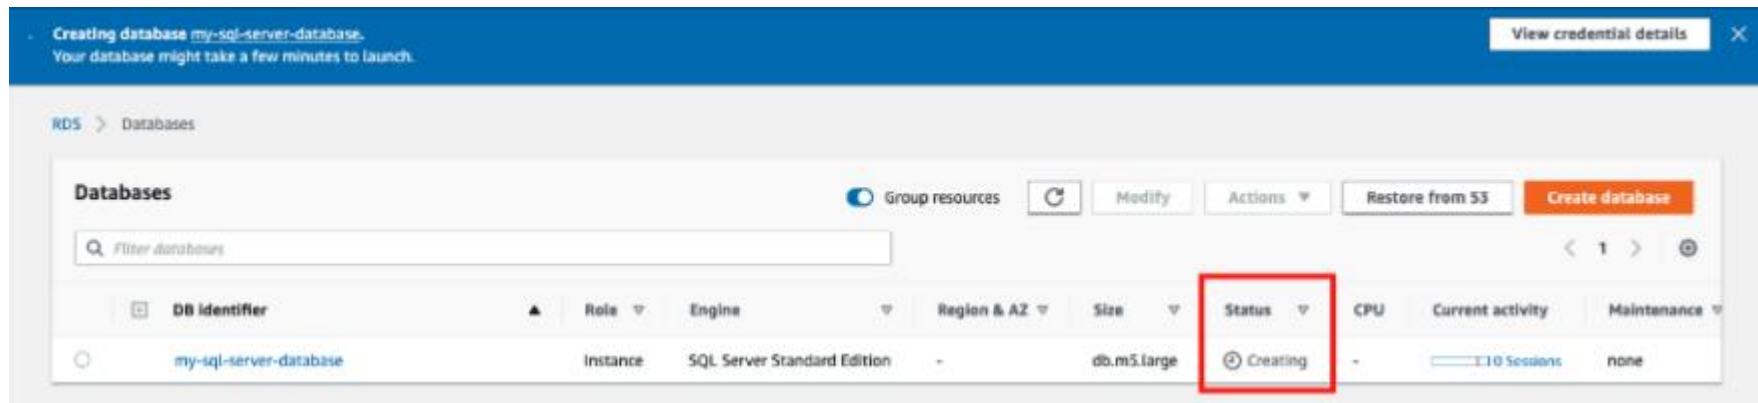 Creating database my-sql-server-database.
View credential details
Your database might take a few minutes to launch.
RDS > Databases
Databases
Group resources
Modify
Actions
Restore from S3
Create database
Filter databases
1
DB identifier
Role
Engine
Region & AZ
Size
Status
CPU
Current activity
Maintenance
my-sql-server-database
Instance
SQL Server Standard Edition
-
db.m5.large
Creating
-
0 Sessions
none